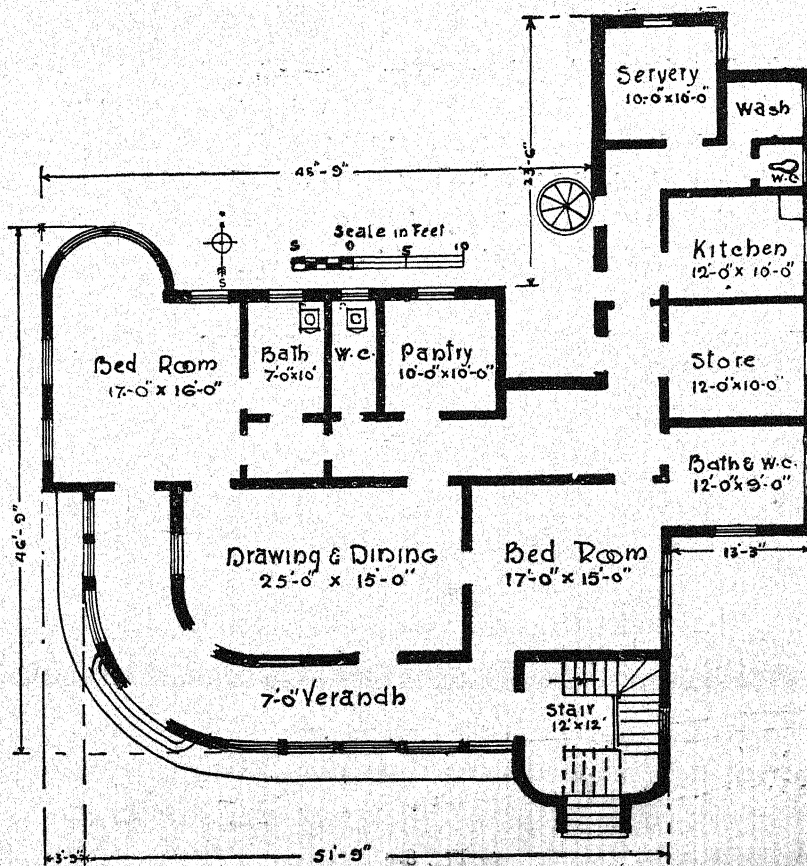 Servery
10'-0"x10'-0"
Wash
W.C.
45'-9"
23'-6"
Scale in Feet
5 0 5 10
S
Kitchen
12'-0"x 10'-0"
Bed Room
17'-0" x 16'-0"
Bath
7'-0"x10'
W.C.
Pantry
10'-0"x10'-0"
Store
12'-0"x10'-0"
Bath & W.C.
12'-0"x9'-0"
46'-9"
Drawing & Dining
25'-0" x 15'-0"
Bed Room
17'-0" x 15'-0"
13'-3"
7'-0" Verandh
Stair
12'x12'
3'-9"
51'-9"